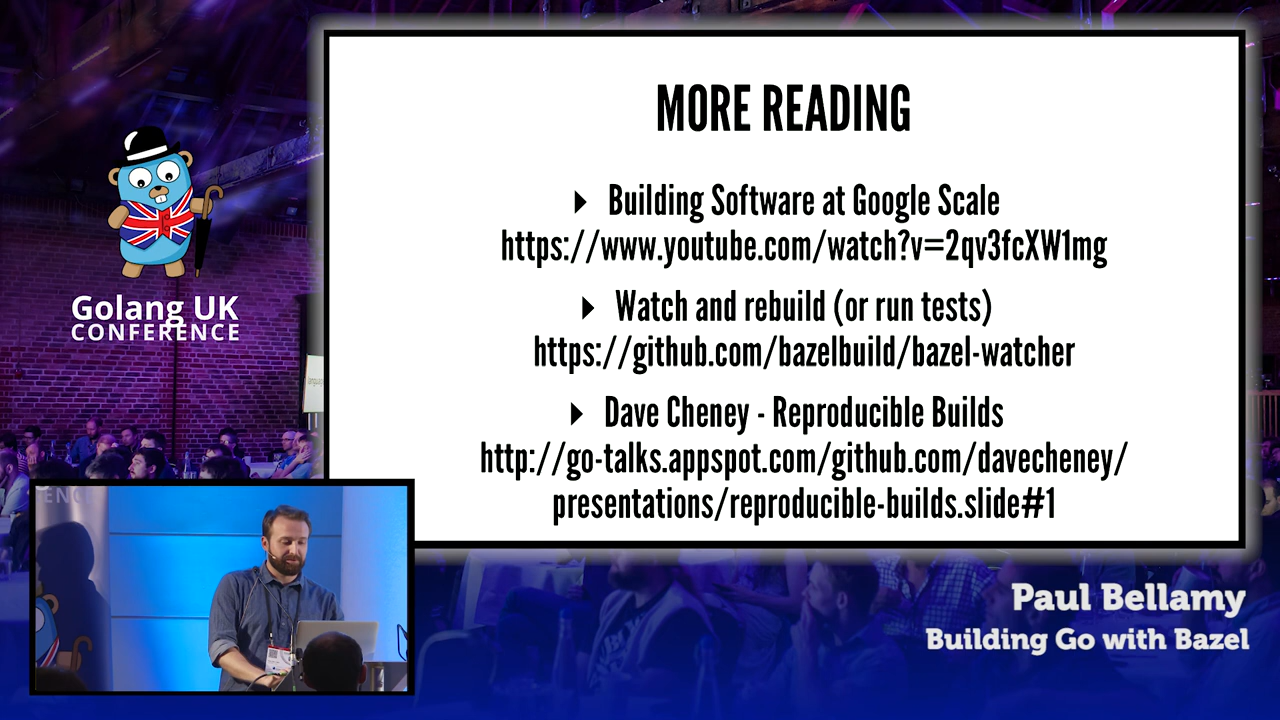 MORE READING
Building Software at Google Scale
https://www.youtube.com/watch?v=2qv3fcXW1mg
Watch and rebuild (or run tests)
https://github.com/bazelbuild/bazel-watcher
Dave Cheney - Reproducible Builds
http://go-talks.appspot.com/github.com/davecheney/
presentations/reproducible-builds.slide#1
Golang UK
CONFERENCE
Paul Bellamy
Building Go with Bazel